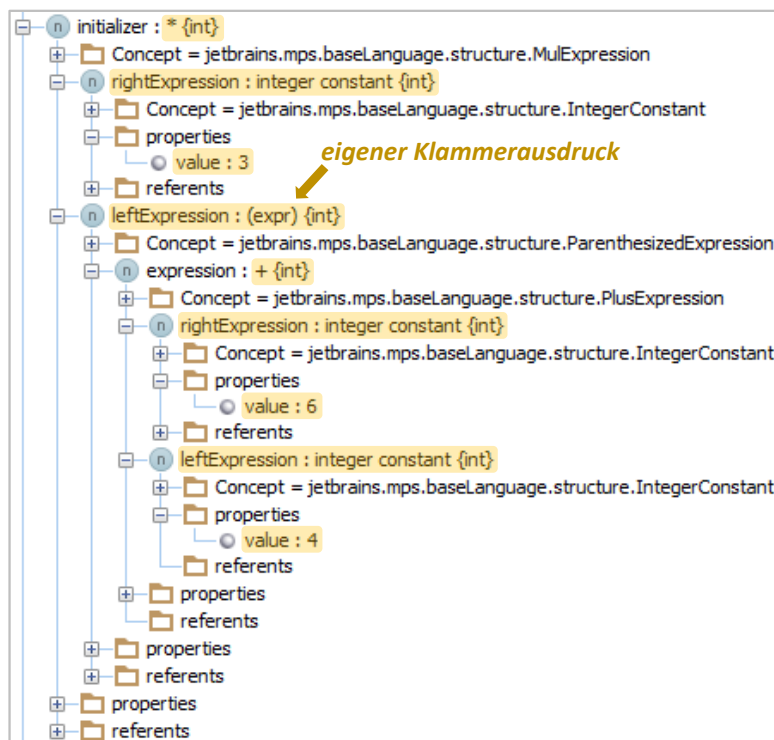 initializer : * {int}
Concept = jetbrains.mps.baseLanguage.structure.MulExpression
rightExpression : integer constant {int}
Concept = jetbrains.mps.baseLanguage.structure.IntegerConstant
properties
value : 3
eigener Klammerausdruck
referents
leftExpression : (expr) {int}
Concept = jetbrains.mps.baseLanguage.structure.ParenthesizedExpression
expression : + {int}
Concept = jetbrains.mps.baseLanguage.structure.PlusExpression
rightExpression : integer constant {int}
Concept = jetbrains.mps.baseLanguage.structure.IntegerConstant
properties
value : 6
referents
leftExpression : integer constant {int}
Concept = jetbrains.mps.baseLanguage.structure.IntegerConstant
properties
value : 4
referents
properties
referents
properties
referents
properties
referents